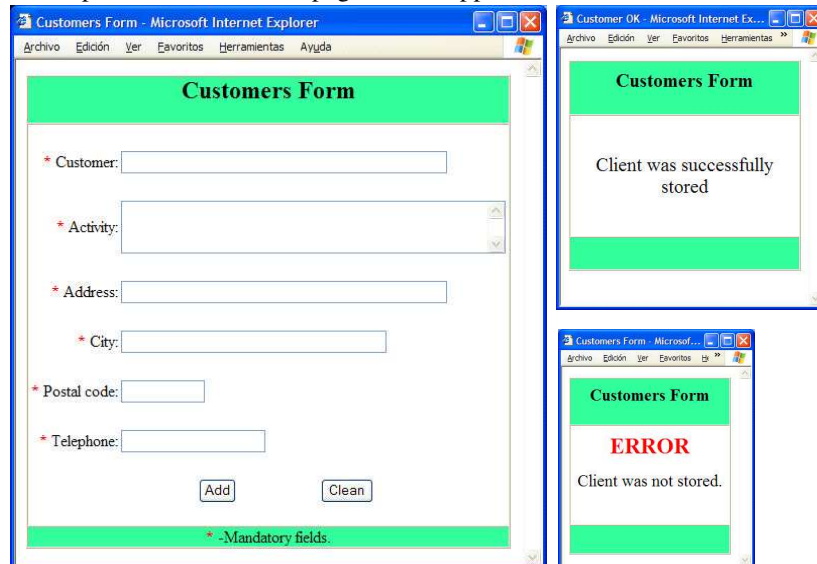 Customers Form - Microsoft Internet Explorer
Archivo Edición Ver Favoritos Herramientas Ayuda
Customers Form
* Customer:
* Activity:
* Address:
* City:
* Postal code:
* Telephone:
Add Clean
* -Mandatory fields.
Customer OK - Microsoft Internet Ex...
Archivo Edición Ver Favoritos Herramientas »
Customers Form
Client was successfully
stored
Customers Form - Microsof...
Archivo Edición Ver Favoritos He »
Customers Form
ERROR
Client was not stored.